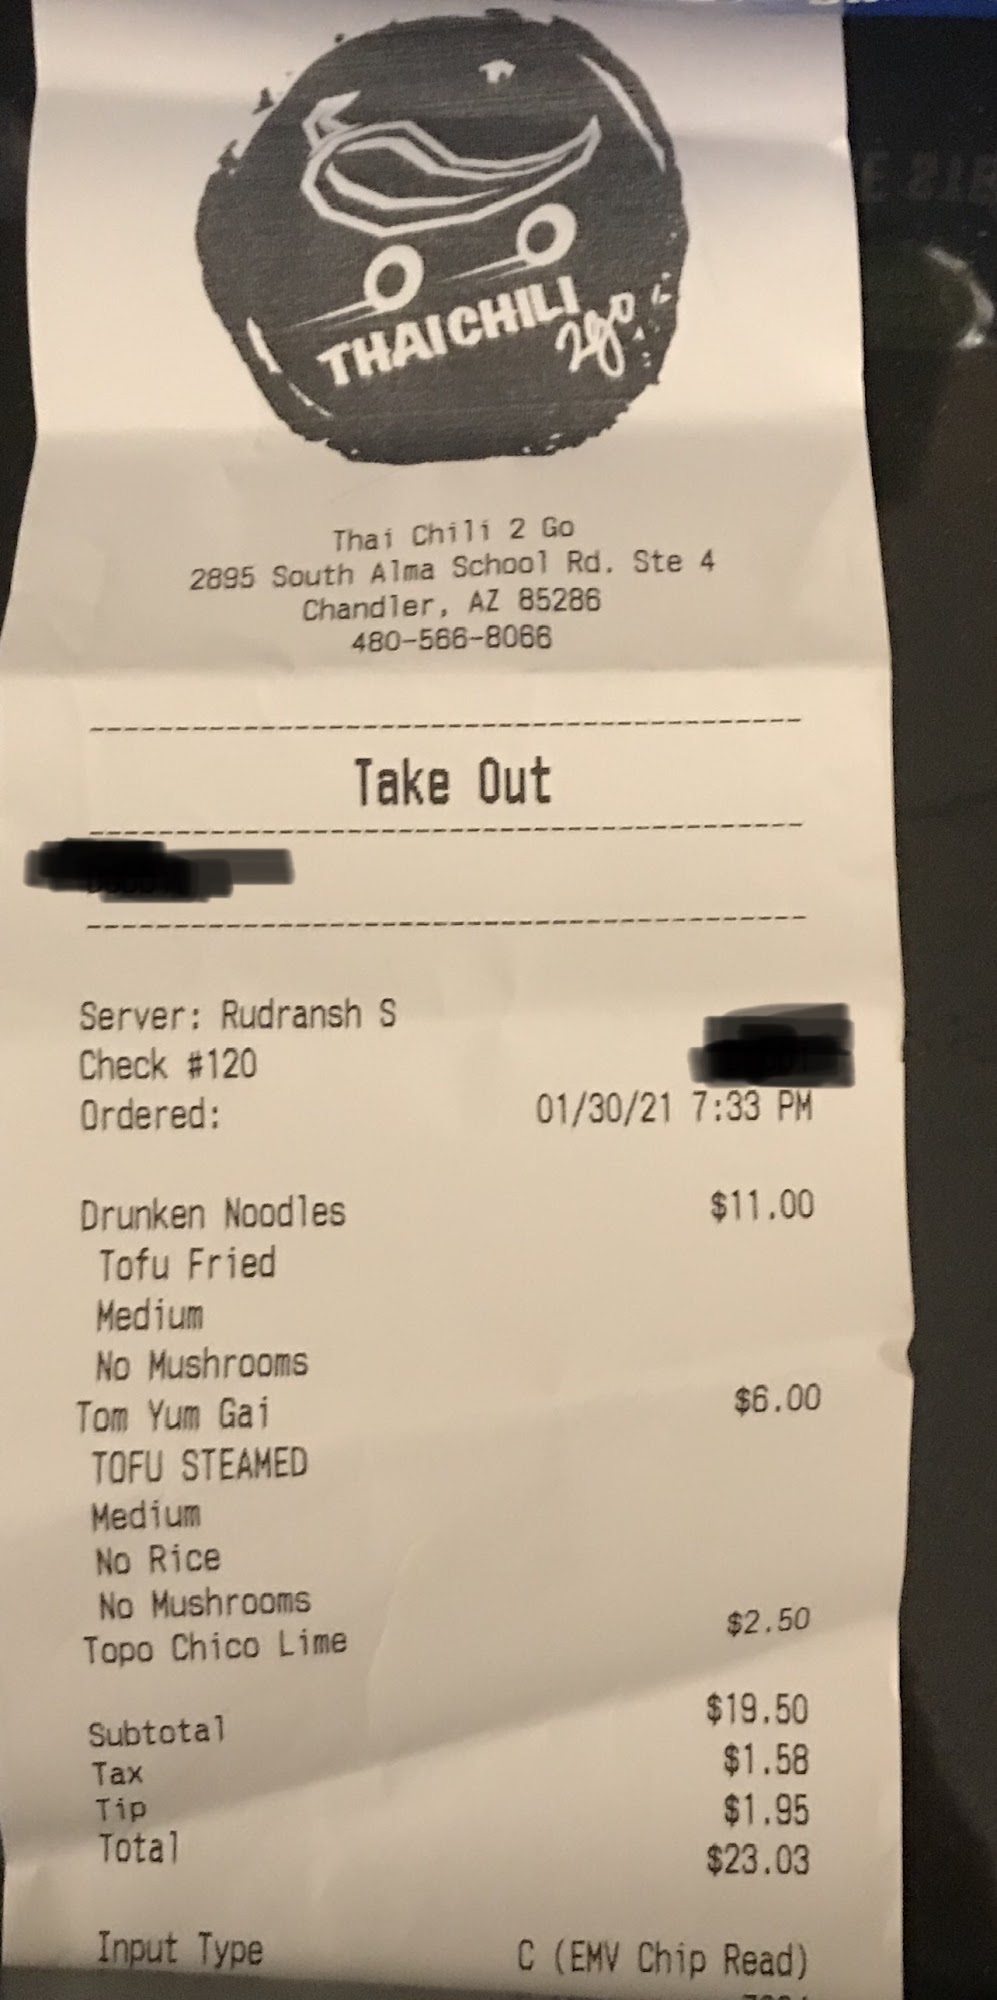 THAI CHILI
2go
Thai Chili 2 Go
2895 South Alma School Rd. Ste 4
Chandler, AZ 85286
480-566-8066
Take Out
Server: Rudransh S
Check #120
Ordered: 01/30/21 7:33 PM
Drunken Noodles $11.00
Tofu Fried
Medium
No Mushrooms
Tom Yum Gai $6.00
TOFU STEAMED
Medium
No Rice
No Mushrooms
Topo Chico Lime $2.50
Subtotal $19.50
Tax $1.58
Tip $1.95
Total $23.03
Input Type C (EMV Chip Read)